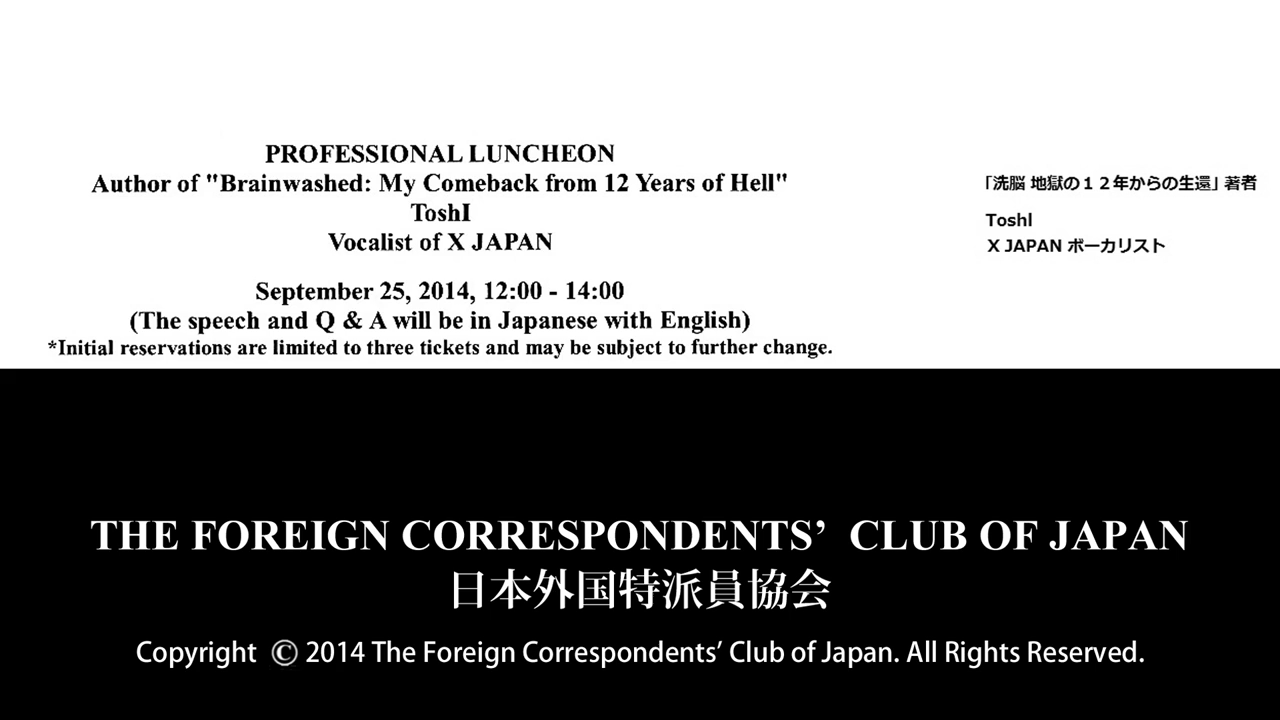 PROFESSIONAL LUNCHEON
Author of "Brainwashed: My Comeback from 12 Years of Hell"
ToshI
Vocalist of X JAPAN
September 25, 2014, 12:00 - 14:00
(The speech and Q & A will be in Japanese with English)
*Initial reservations are limited to three tickets and may be subject to further change.
「洗脳 地獄の１２年からの生還」著者
ToshI
X JAPAN ボーカリスト
THE FOREIGN CORRESPONDENTS’ CLUB OF JAPAN
日本外国特派員協会
Copyright © 2014 The Foreign Correspondents’ Club of Japan. All Rights Reserved.